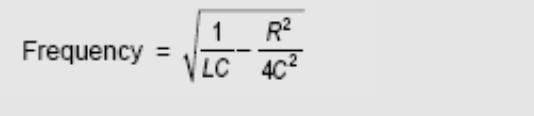 Frequency = √(1/LC − R²/4C²)